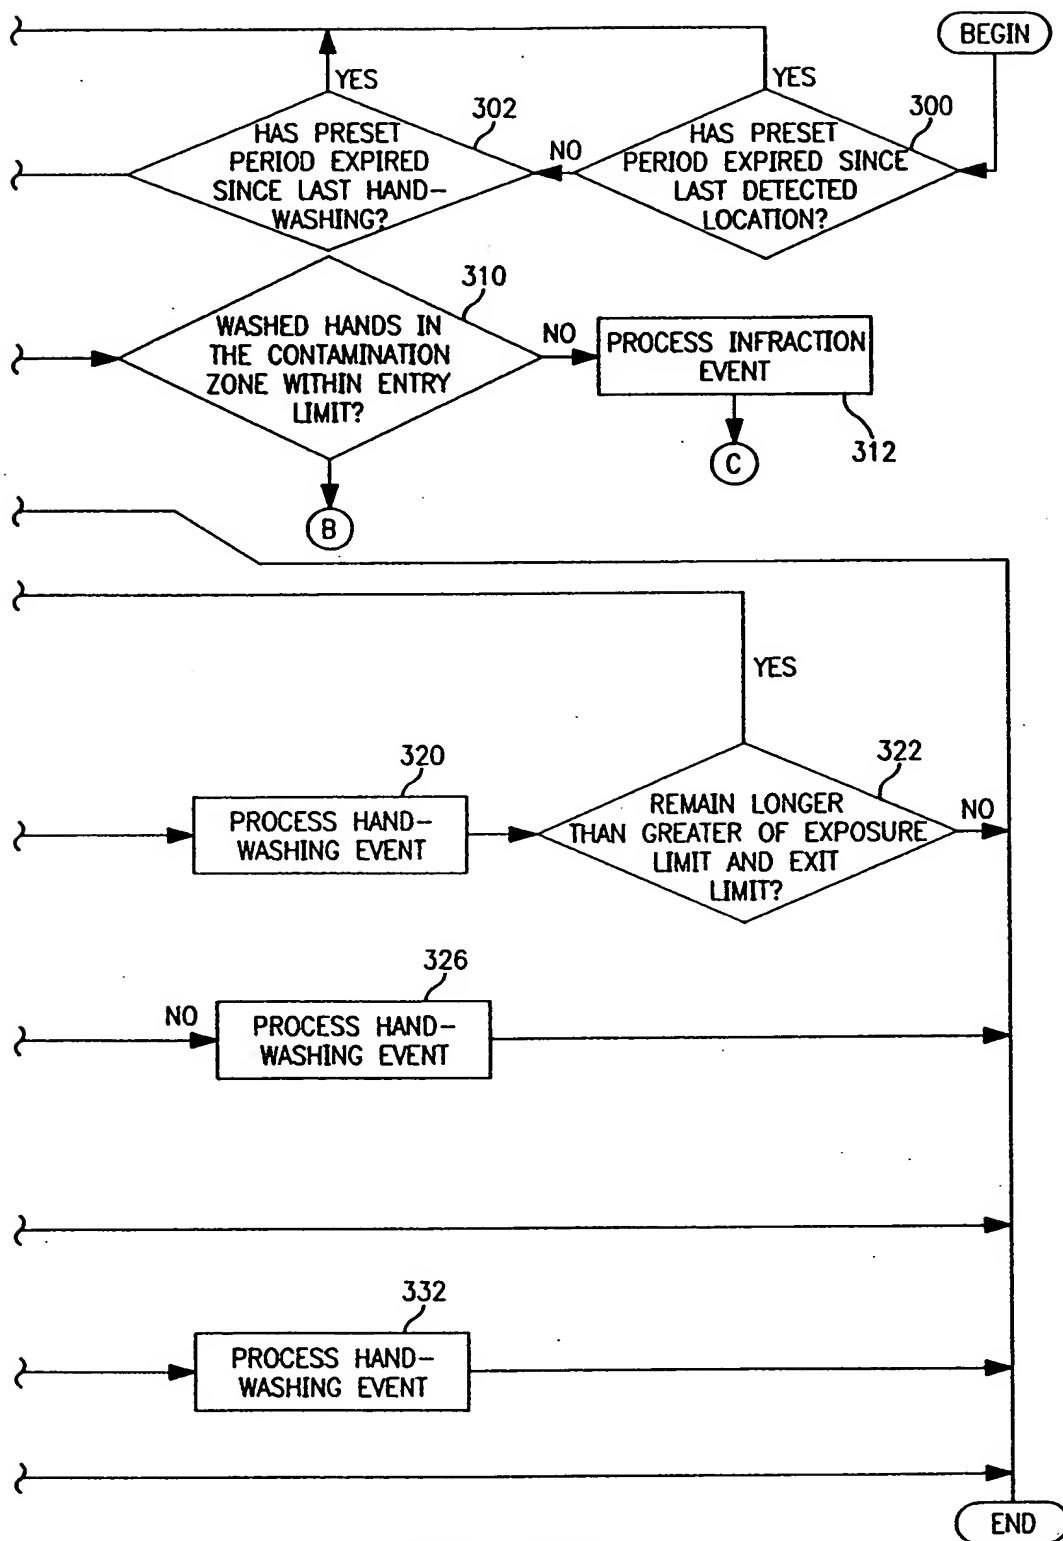 BEGIN
YES
YES
302
300
HAS PRESET
PERIOD EXPIRED
SINCE LAST HAND-
WASHING?
NO
HAS PRESET
PERIOD EXPIRED SINCE
LAST DETECTED
LOCATION?
310
WASHED HANDS IN
THE CONTAMINATION
ZONE WITHIN ENTRY
LIMIT?
NO
PROCESS INFRACTION
EVENT
312
C
B
YES
320
PROCESS HAND-
WASHING EVENT
322
REMAIN LONGER
THAN GREATER OF EXPOSURE
LIMIT AND EXIT
LIMIT?
NO
326
NO
PROCESS HAND-
WASHING EVENT
332
PROCESS HAND-
WASHING EVENT
END